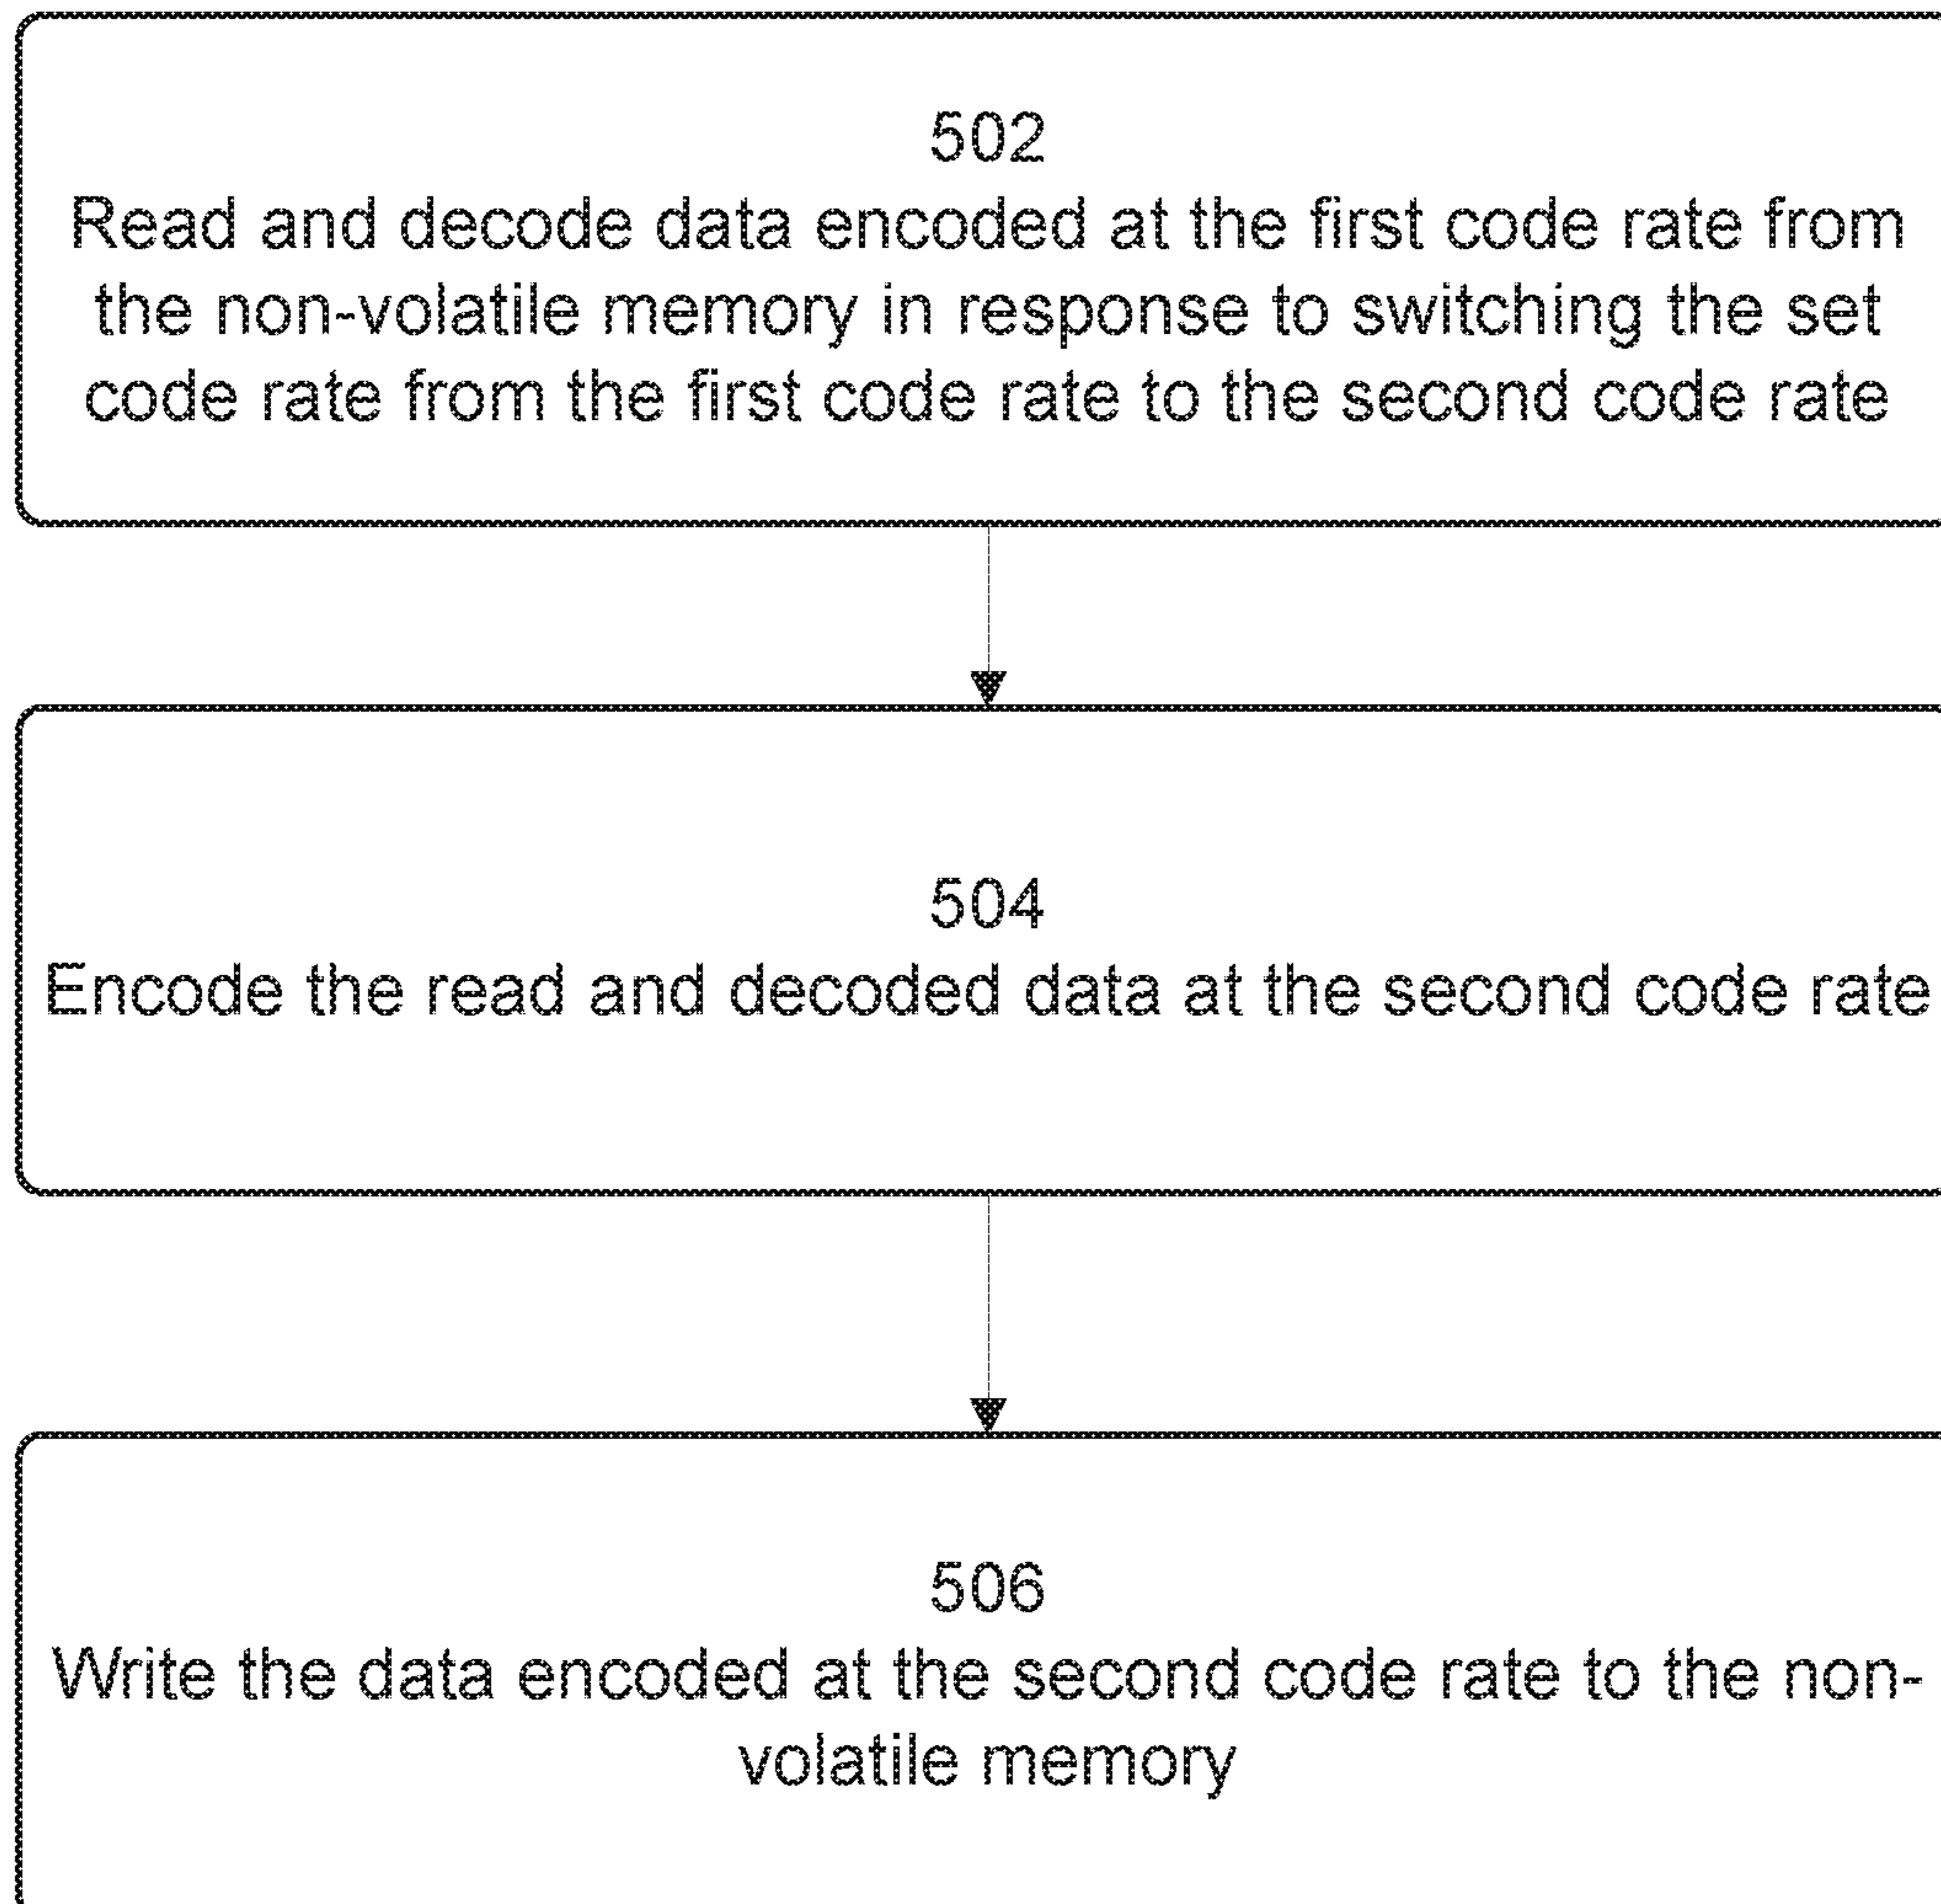 502
Read and decode data encoded at the first code rate from
the non-volatile memory in response to switching the set
code rate from the first code rate to the second code rate
504
Encode the read and decoded data at the second code rate
506
Write the data encoded at the second code rate to the non-
volatile memory